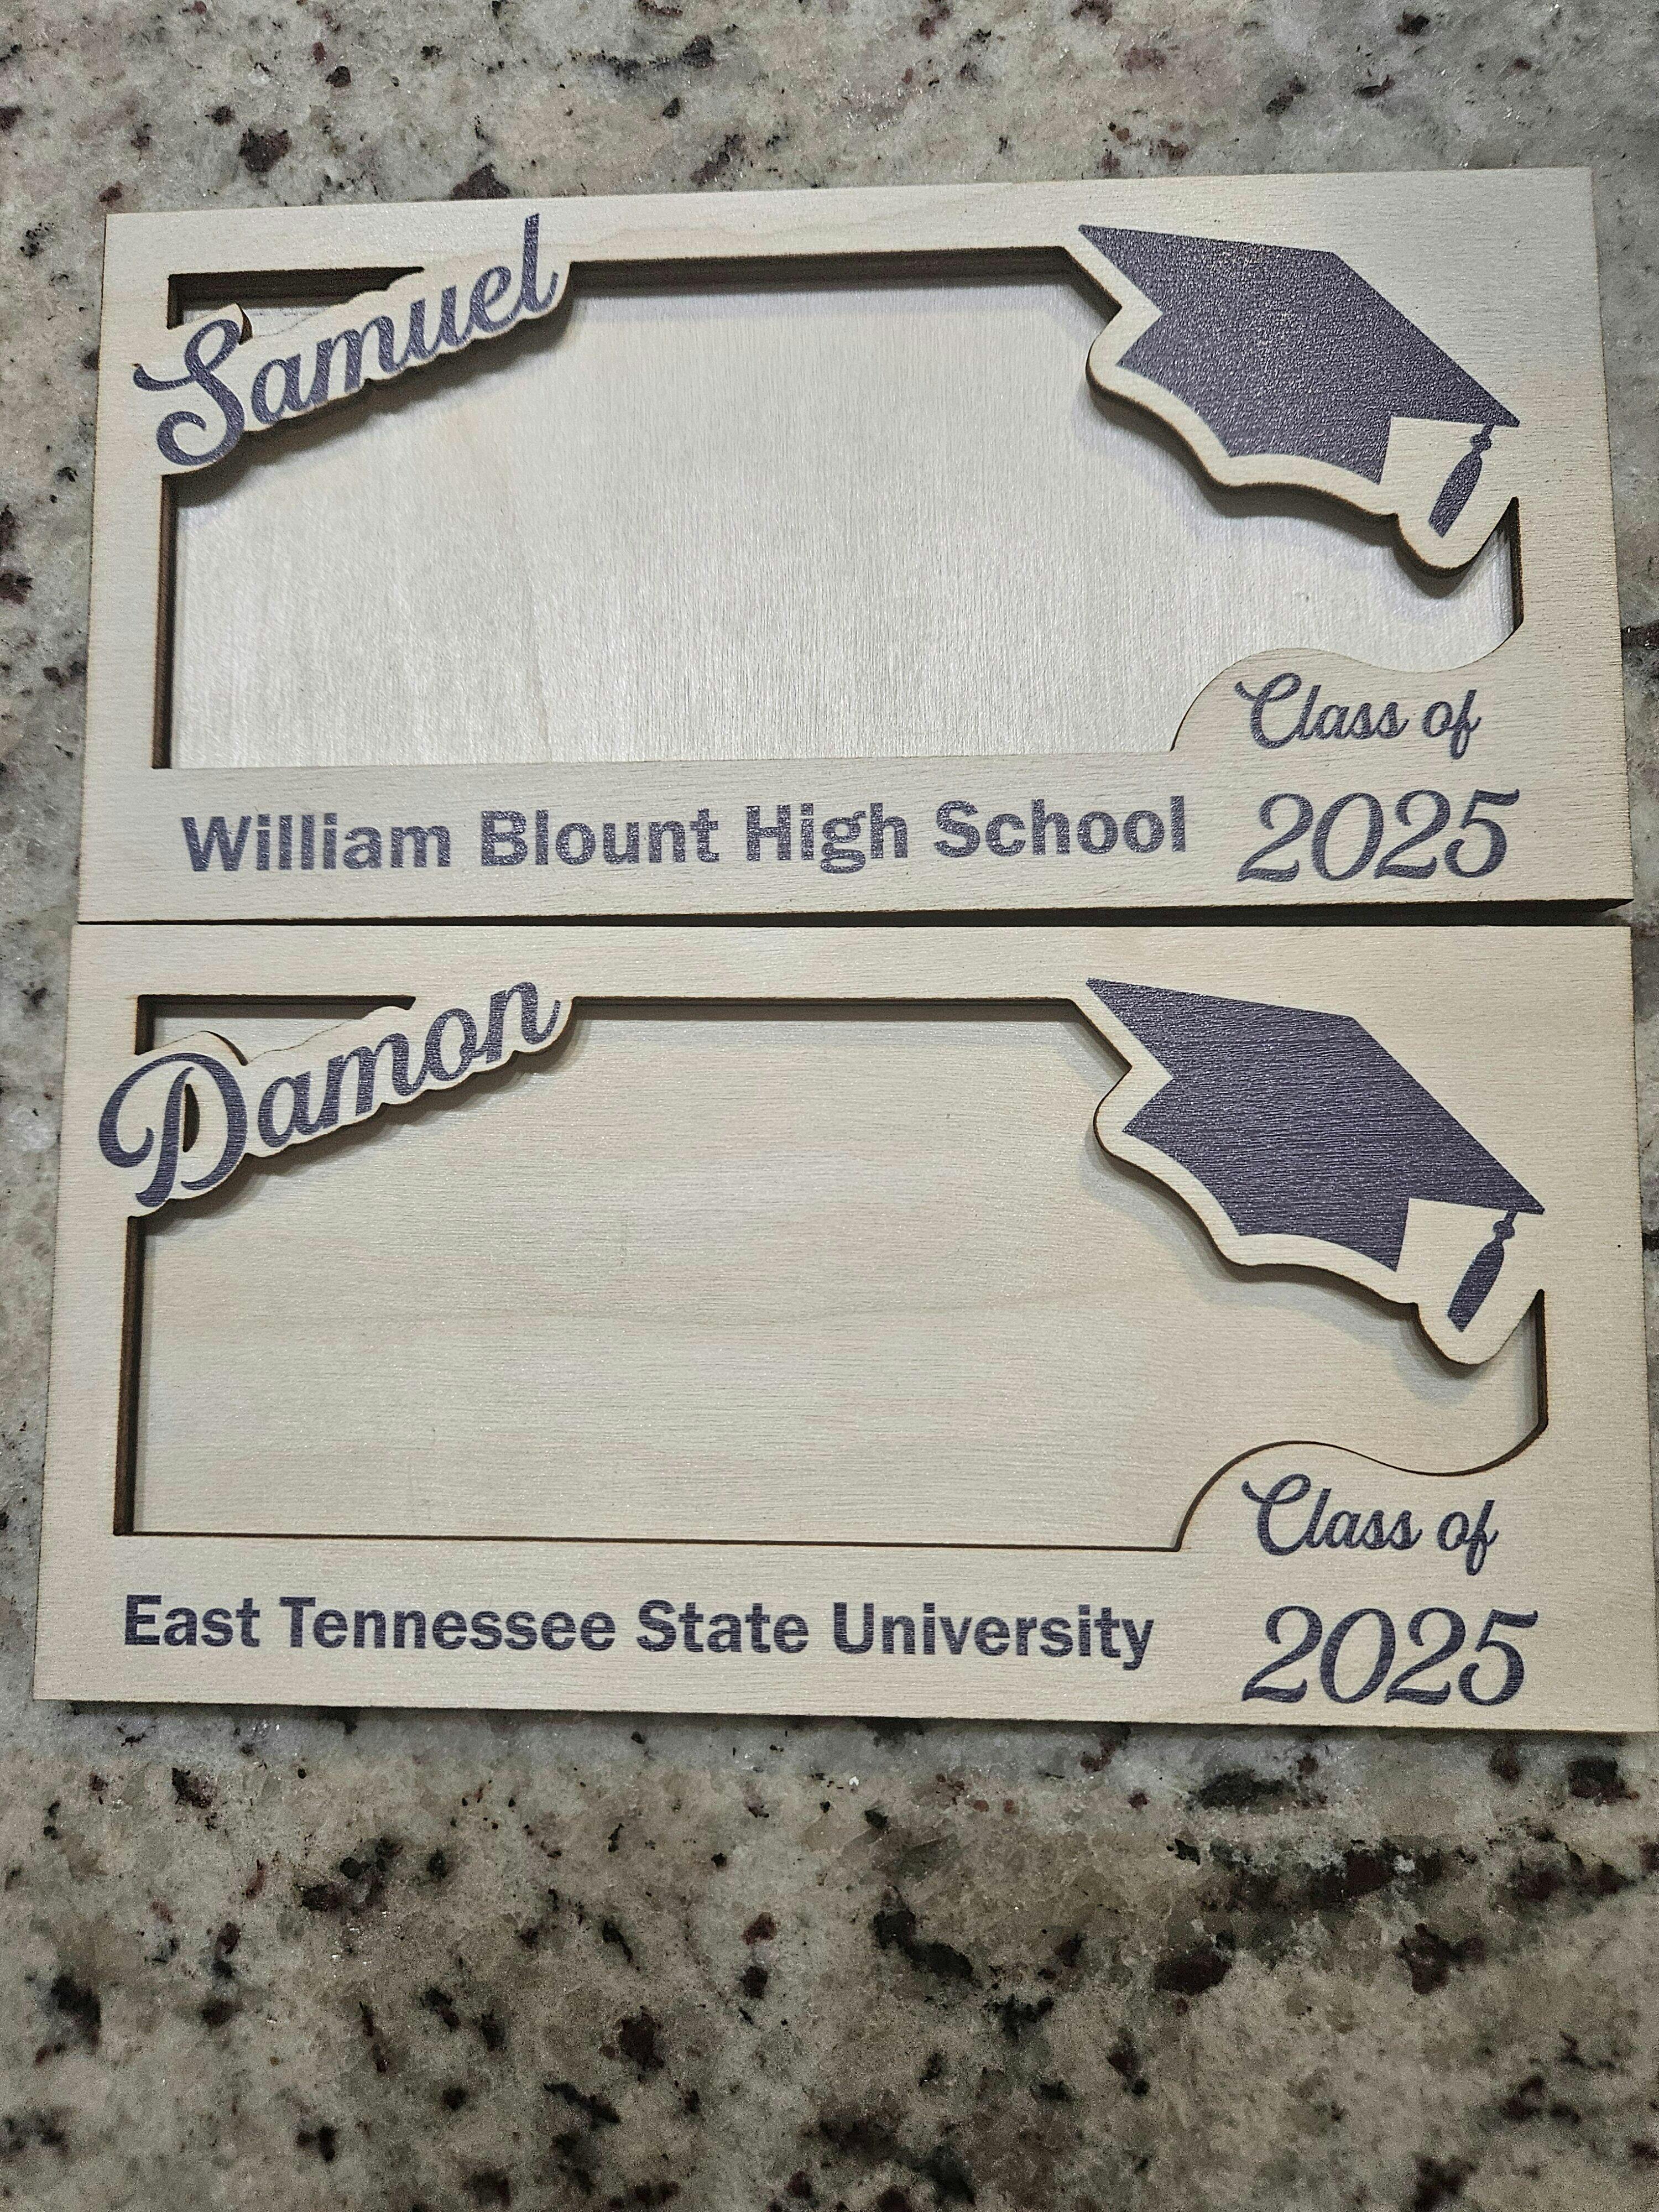 Samuel
Class of
William Blount High School 2025
Damon
Class of
East Tennessee State University 2025